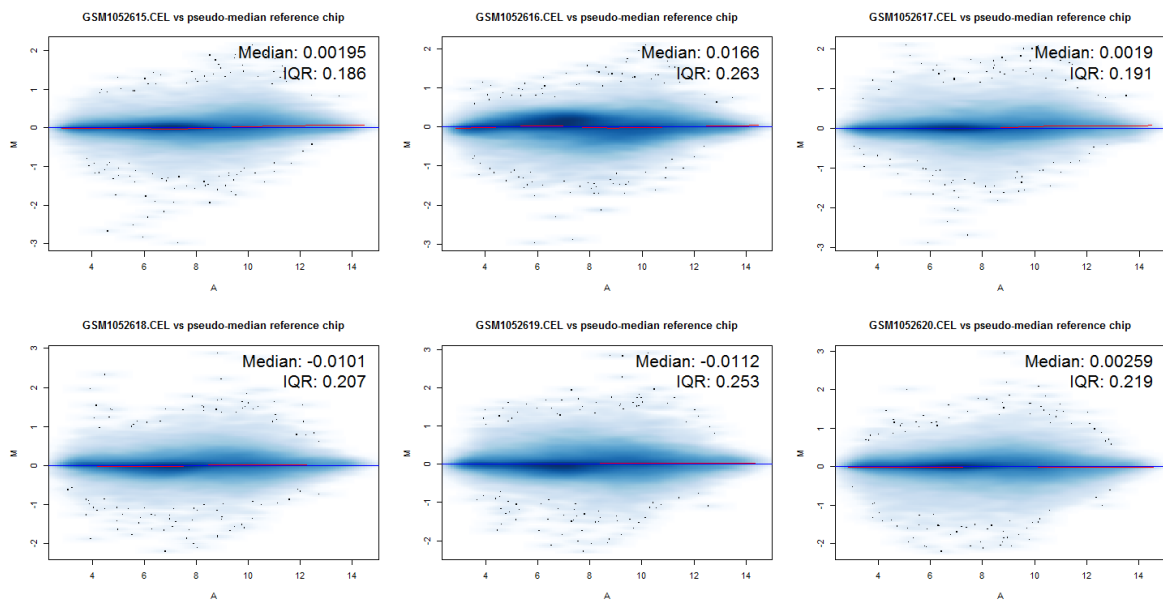 GSM1052615.CEL vs pseudo-median reference chip
Median: 0.00195
IQR: 0.186
2
1
0
-1
-2
-3
M
4 6 8 10 12 14
A
GSM1052616.CEL vs pseudo-median reference chip
Median: 0.0166
IQR: 0.263
2
1
0
-1
-2
-3
M
4 6 8 10 12 14
A
GSM1052617.CEL vs pseudo-median reference chip
Median: 0.0019
IQR: 0.191
2
1
0
-1
-2
-3
M
4 6 8 10 12 14
A
GSM1052618.CEL vs pseudo-median reference chip
Median: -0.0101
IQR: 0.207
3
2
1
0
-1
-2
M
4 6 8 10 12 14
A
GSM1052619.CEL vs pseudo-median reference chip
Median: -0.0112
IQR: 0.253
3
2
1
0
-1
-2
M
4 6 8 10 12 14
A
GSM1052620.CEL vs pseudo-median reference chip
Median: 0.00259
IQR: 0.219
3
2
1
0
-1
-2
M
4 6 8 10 12 14
A